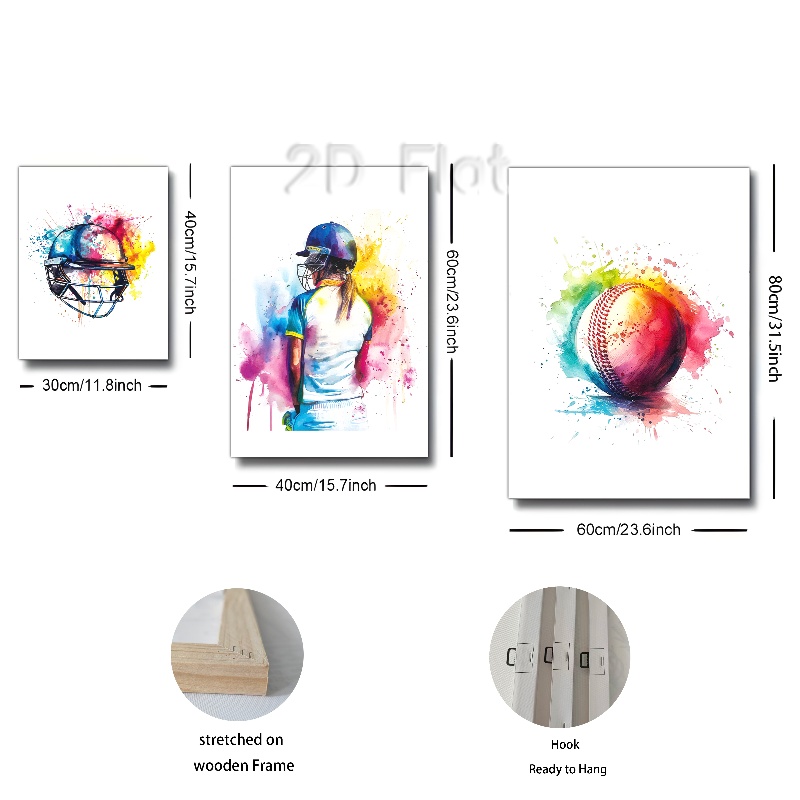 2D Flat
40cm/15.7inch
30cm/11.8inch
60cm/23.6inch
40cm/15.7inch
80cm/31.5inch
60cm/23.6inch
stretched on
wooden Frame
Hook
Ready to Hang